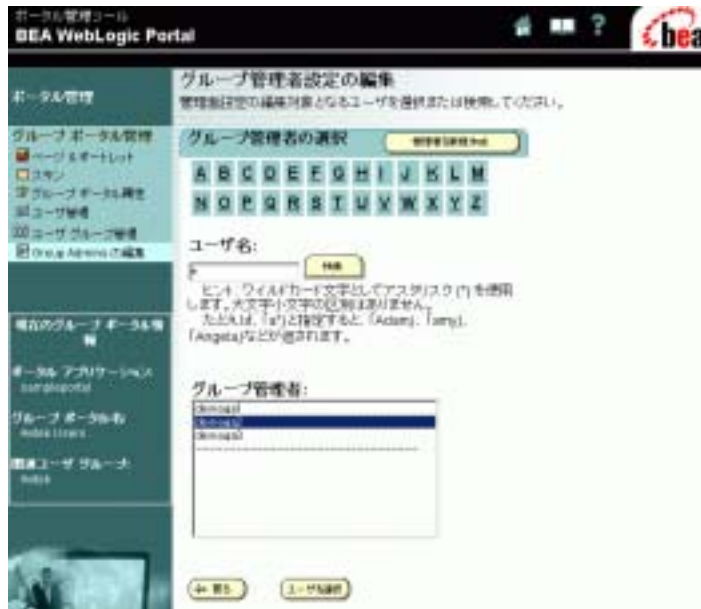 ポータル管理ツール
BEA WebLogic Portal
?
bea
ポータル管理
グループ ポータル管理
ページ & ポートレット
スキン
グループ ポータル属性
ユーザ管理
ユーザ グループ管理
Group Admins の編集
現在のグループ ポータル情報
ポータル アプリケーション:
sampleportal
グループ ポータル名:
関連ユーザ グループ:
グループ管理者設定の編集
管理者設定の編集対象となるユーザを選択または検索してください。
グループ管理者の選択
A B C D E F G H I J K L M
N O P Q R S T U V W X Y Z
ユーザ名:
検索
ヒント: ワイルドカード文字としてアスタリスク (*) を使用
します。大文字小文字の区別はありません。
たとえば、「a*」と指定すると、「Adam」、「amy」、
「Angela」などが返されます。
グループ管理者:
戻る
ユーザを選択